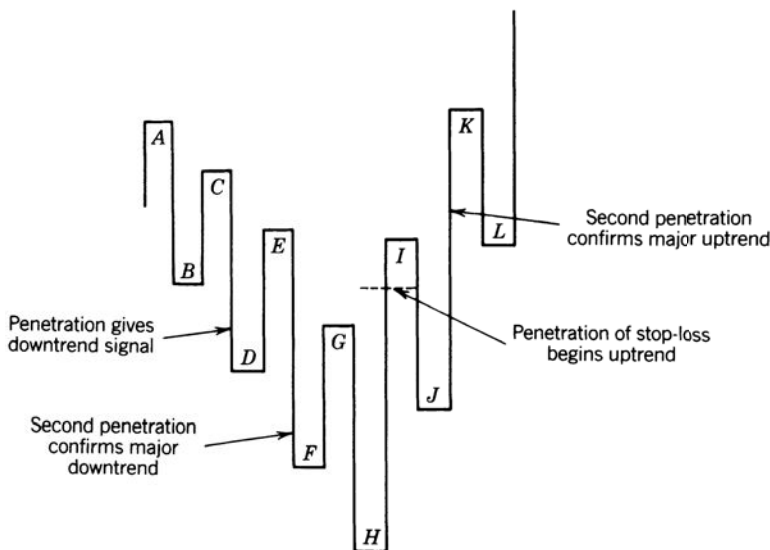 A
K
C
Second penetration
confirms major uptrend
L
E
I
B
Penetration gives
downtrend signal
Penetration of stop-loss
begins uptrend
G
D
J
Second penetration
confirms major
downtrend
F
H